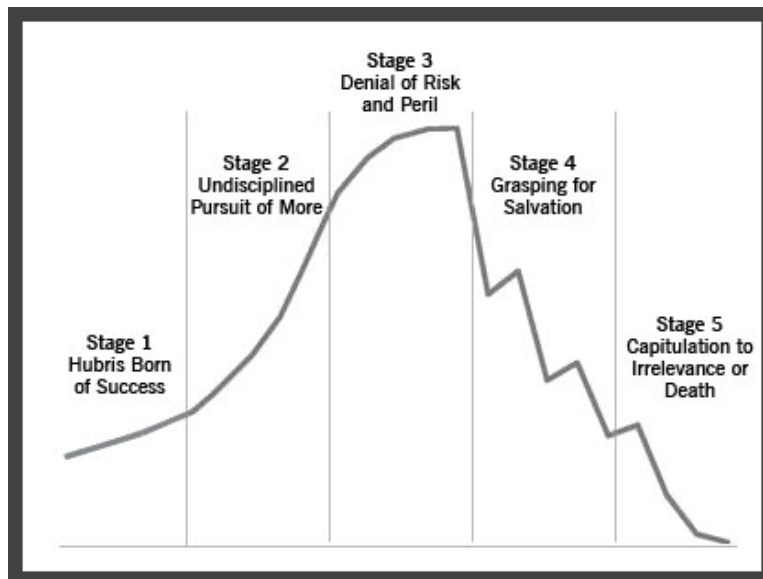 Stage 1
Hubris Born
of Success
Stage 2
Undisciplined
Pursuit of More
Stage 3
Denial of Risk
and Peril
Stage 4
Grasping for
Salvation
Stage 5
Capitulation to
Irrelevance or
Death